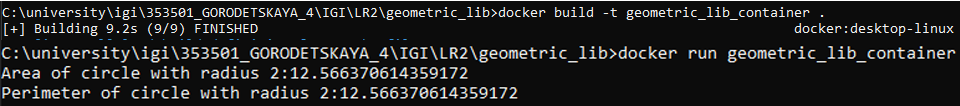 C:\university\igi\353501_GORODETSKAYA_4\IGI\LR2\geometric_lib>docker build -t geometric_lib_container .
[+] Building 9.2s (9/9) FINISHED docker:desktop-linux
C:\university\igi\353501_GORODETSKAYA_4\IGI\LR2\geometric_lib>docker run geometric_lib_container
Area of circle with radius 2:12.566370614359172
Perimeter of circle with radius 2:12.566370614359172